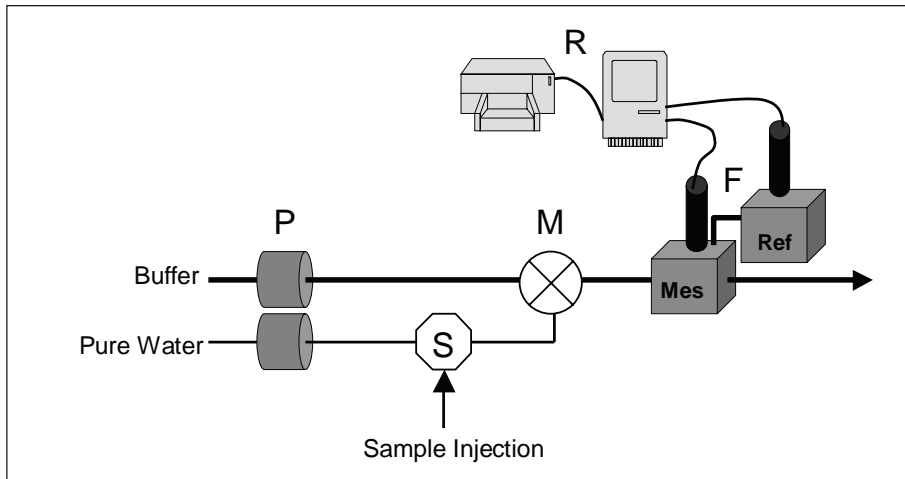 R
F
P
M
Ref
Buffer
Mes
Pure Water
S
Sample Injection